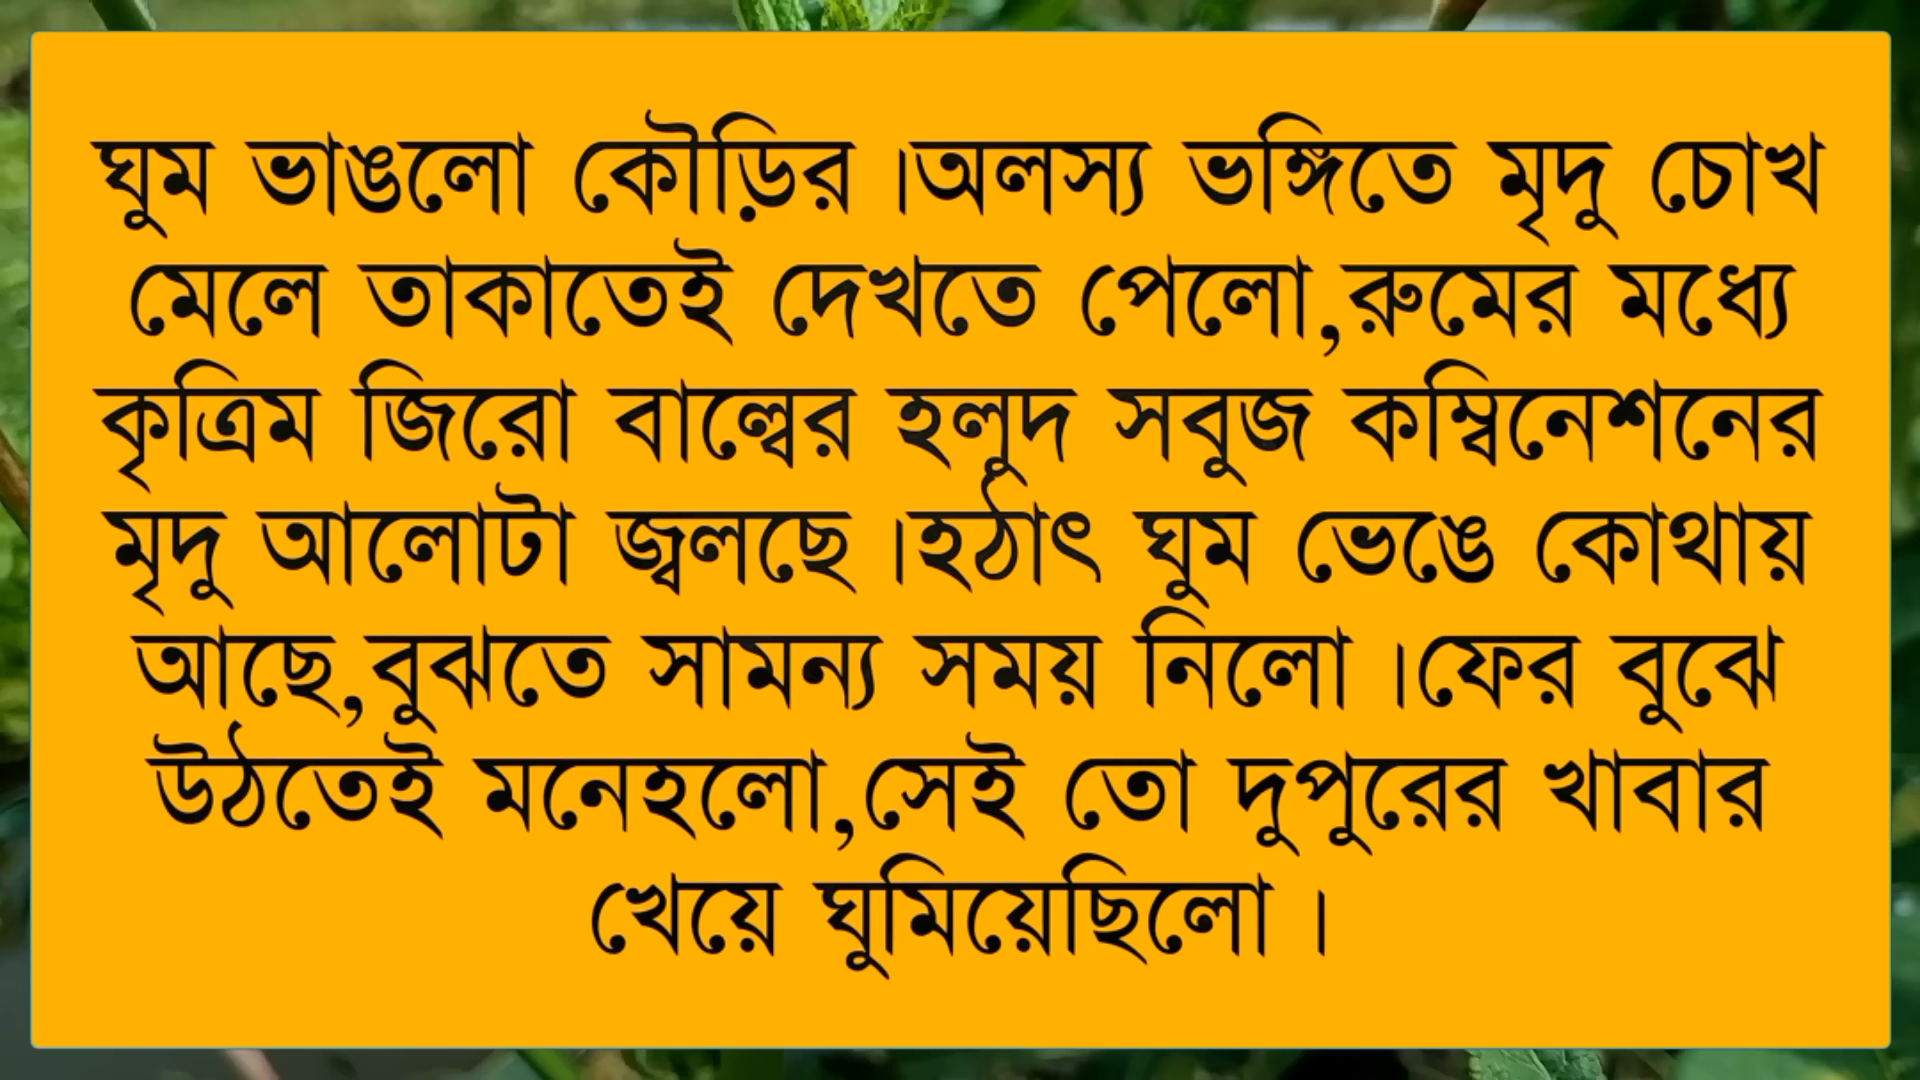 ঘুম ভাঙলো কৌড়ির ।অলস্য ভঙ্গিতে মৃদু চোখ
মেলে তাকাতেই দেখতে পেলো,রুমের মধ্যে
কৃত্রিম জিরো বাল্বের হলুদ সবুজ কম্বিনেশনের
মৃদু আলোটা জ্বলছে ।হঠাৎ ঘুম ভেঙে কোথায়
আছে,বুঝতে সামন্য সময় নিলো ।ফের বুঝে
উঠতেই মনেহলো,সেই তো দুপুরের খাবার
খেয়ে ঘুমিয়েছিলো ।